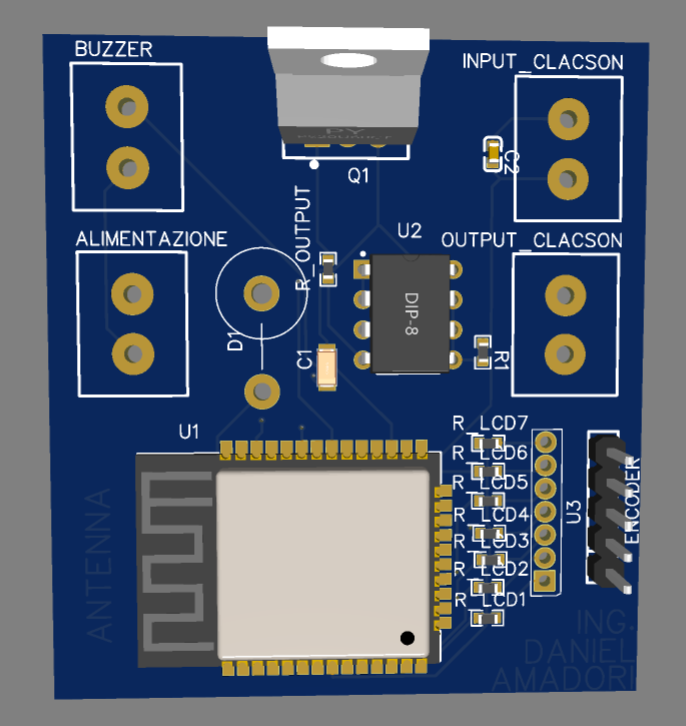 BUZZER
INPUT_CLACSON
C2
Q1
R_OUTPUT
U2
ALIMENTAZIONE
OUTPUT_CLACSON
DIP-8
D1
C1
R1
U1
R_LCD7
R_LCD6
R_LCD5
R_LCD4
R_LCD3
R_LCD2
R_LCD1
U3
ENCODER
ANTENNA
ING.
DANIEL
AMADORI